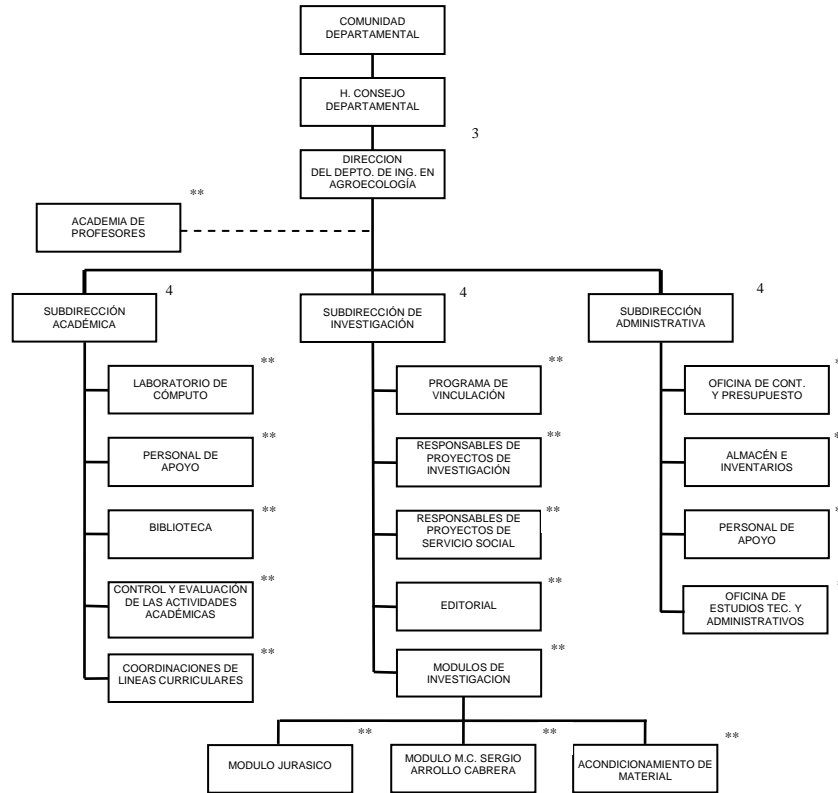 COMUNIDAD
DEPARTAMENTAL
H. CONSEJO
DEPARTAMENTAL
3
DIRECCION
DEL DEPTO. DE ING. EN
AGROECOLOGÍA
**
ACADEMIA DE
PROFESORES
4
SUBDIRECCIÓN
ACADÉMICA
4
SUBDIRECCIÓN DE
INVESTIGACIÓN
4
SUBDIRECCIÓN
ADMINISTRATIVA
**
LABORATORIO DE
CÓMPUTO
**
PERSONAL DE
APOYO
**
BIBLIOTECA
**
CONTROL Y EVALUACIÓN
DE LAS ACTIVIDADES
ACADÉMICAS
**
COORDINACIONES DE
LINEAS CURRICULARES
**
PROGRAMA DE
VINCULACIÓN
**
RESPONSABLES DE
PROYECTOS DE
INVESTIGACIÓN
**
RESPONSABLES DE
PROYECTOS DE
SERVICIO SOCIAL
**
EDITORIAL
**
MODULOS DE
INVESTIGACION
**
MODULO JURASICO
**
MODULO M.C. SERGIO
ARROLLO CABRERA
**
ACONDICIONAMIENTO DE
MATERIAL
*
OFICINA DE CONT.
Y PRESUPUESTO
*
ALMACÉN E
INVENTARIOS
*
PERSONAL DE
APOYO
*
OFICINA DE
ESTUDIOS TEC. Y
ADMINISTRATIVOS